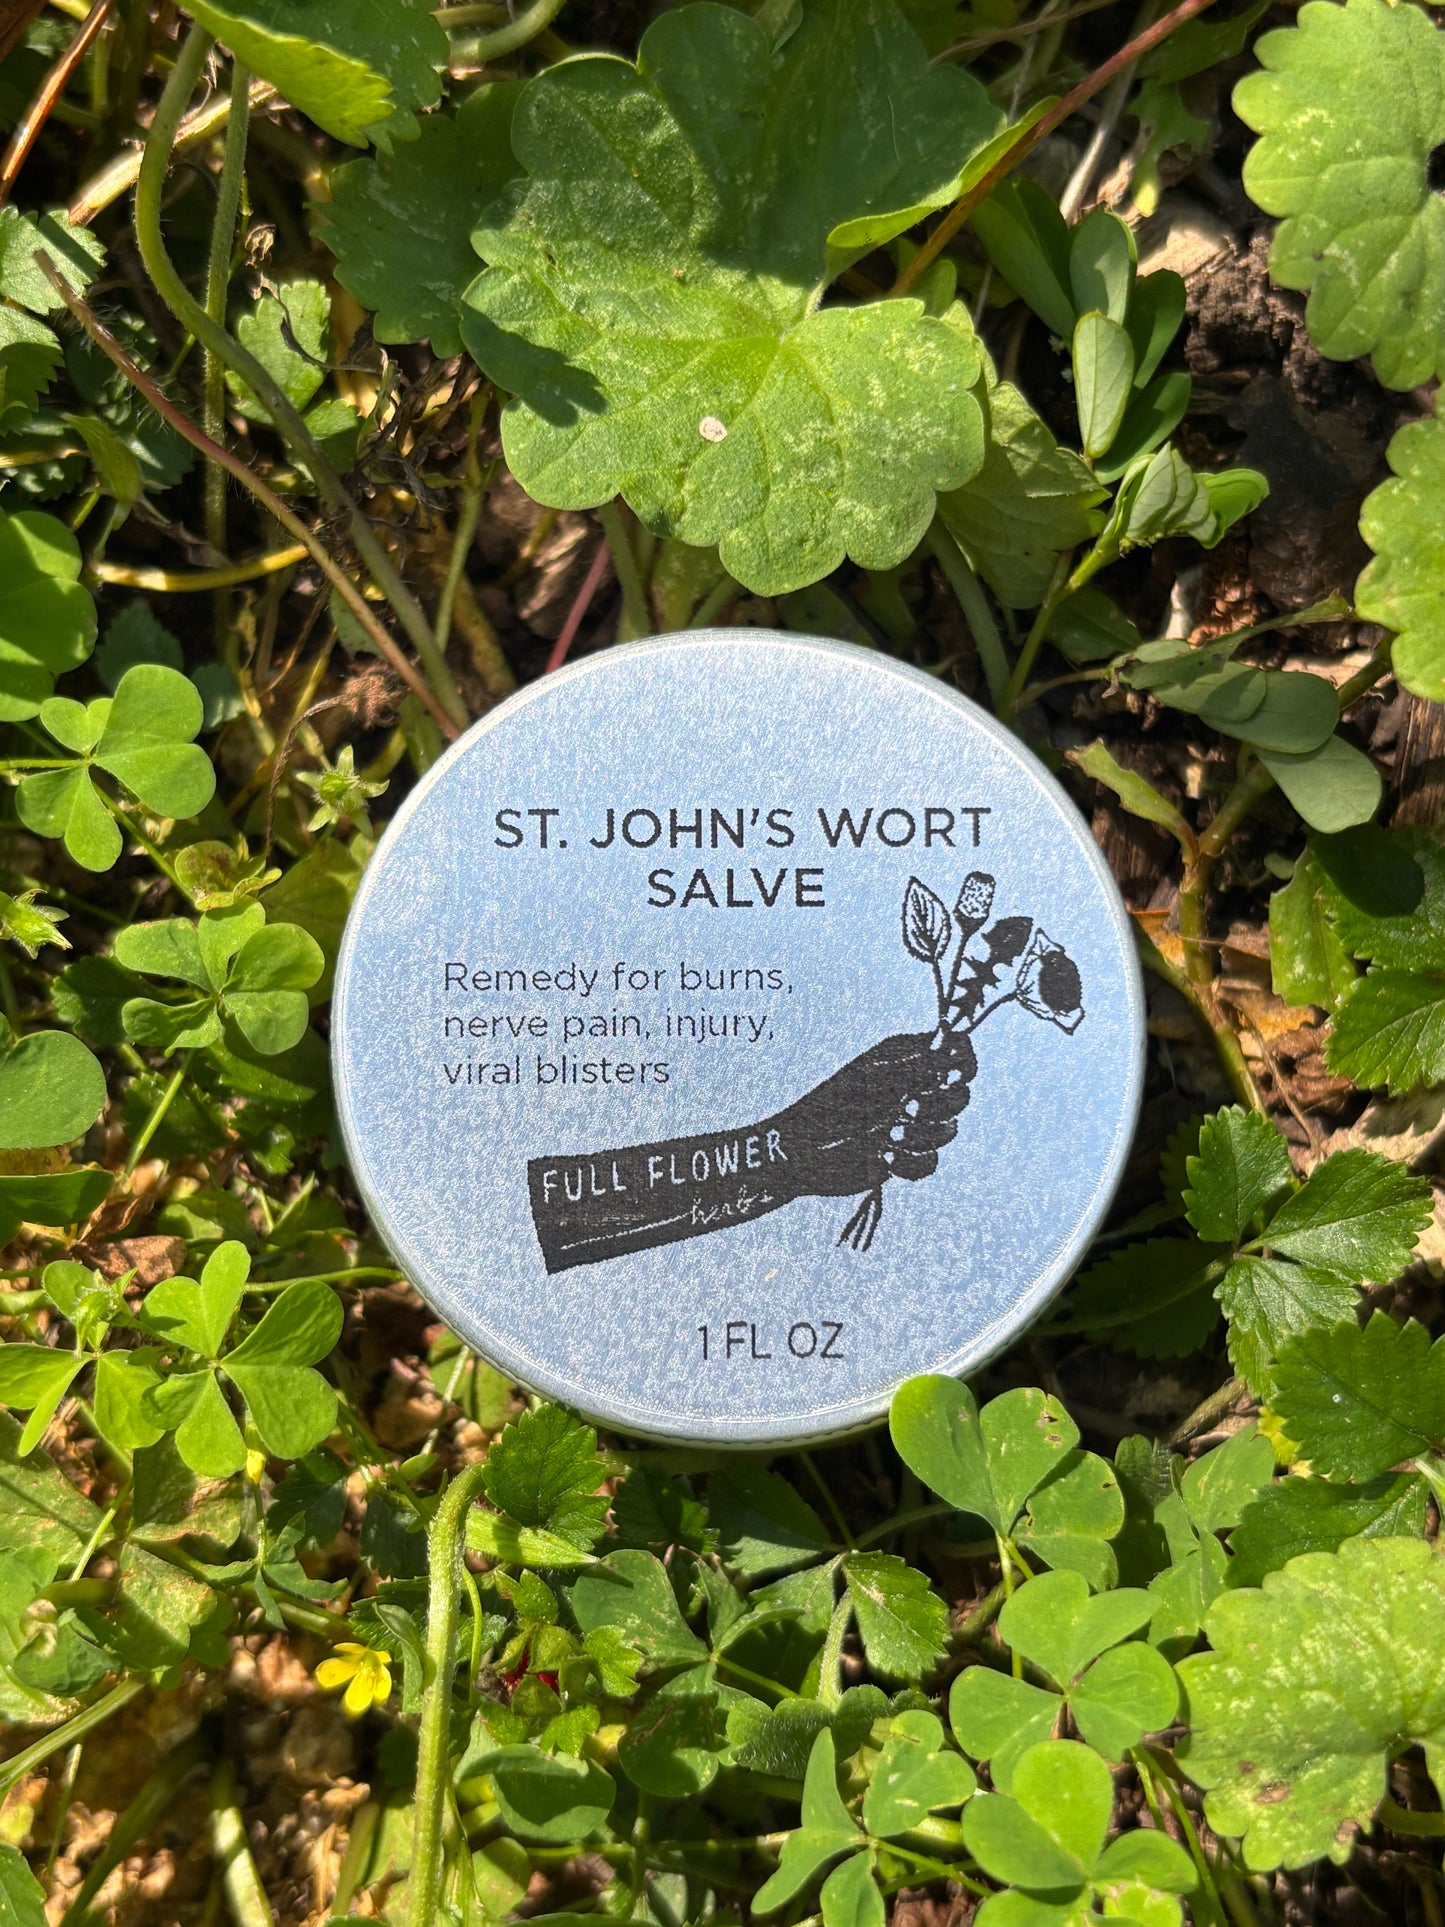 ST. JOHN'S WORT
SALVE
Remedy for burns,
nerve pain, injury,
viral blisters
FULL FLOWER
herbs
1 FL OZ